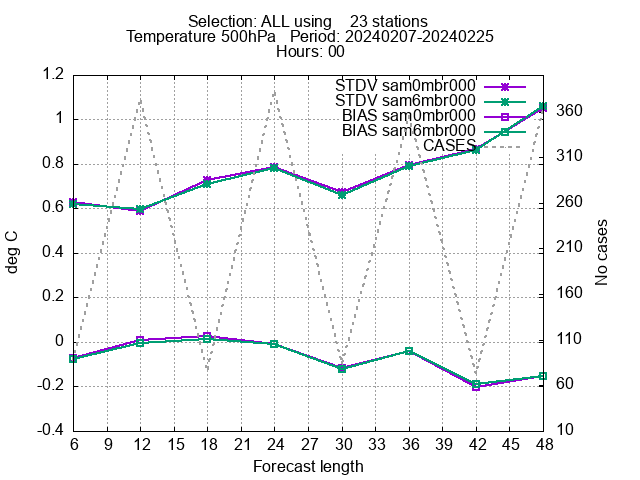 Selection: ALL using    23 stations
Temperature 500hPa   Period: 20240207-20240225
Hours: 00
STDV sam0mbr000
STDV sam6mbr000
BIAS sam0mbr000
BIAS sam6mbr000
CASES
1.2
1
0.8
0.6
0.4
0.2
0
-0.2
-0.4
deg C
360
310
260
210
160
110
60
10
No cases
6 12 15 18 21 24 27 30 33 36 39 42 45 48
9
Forecast length